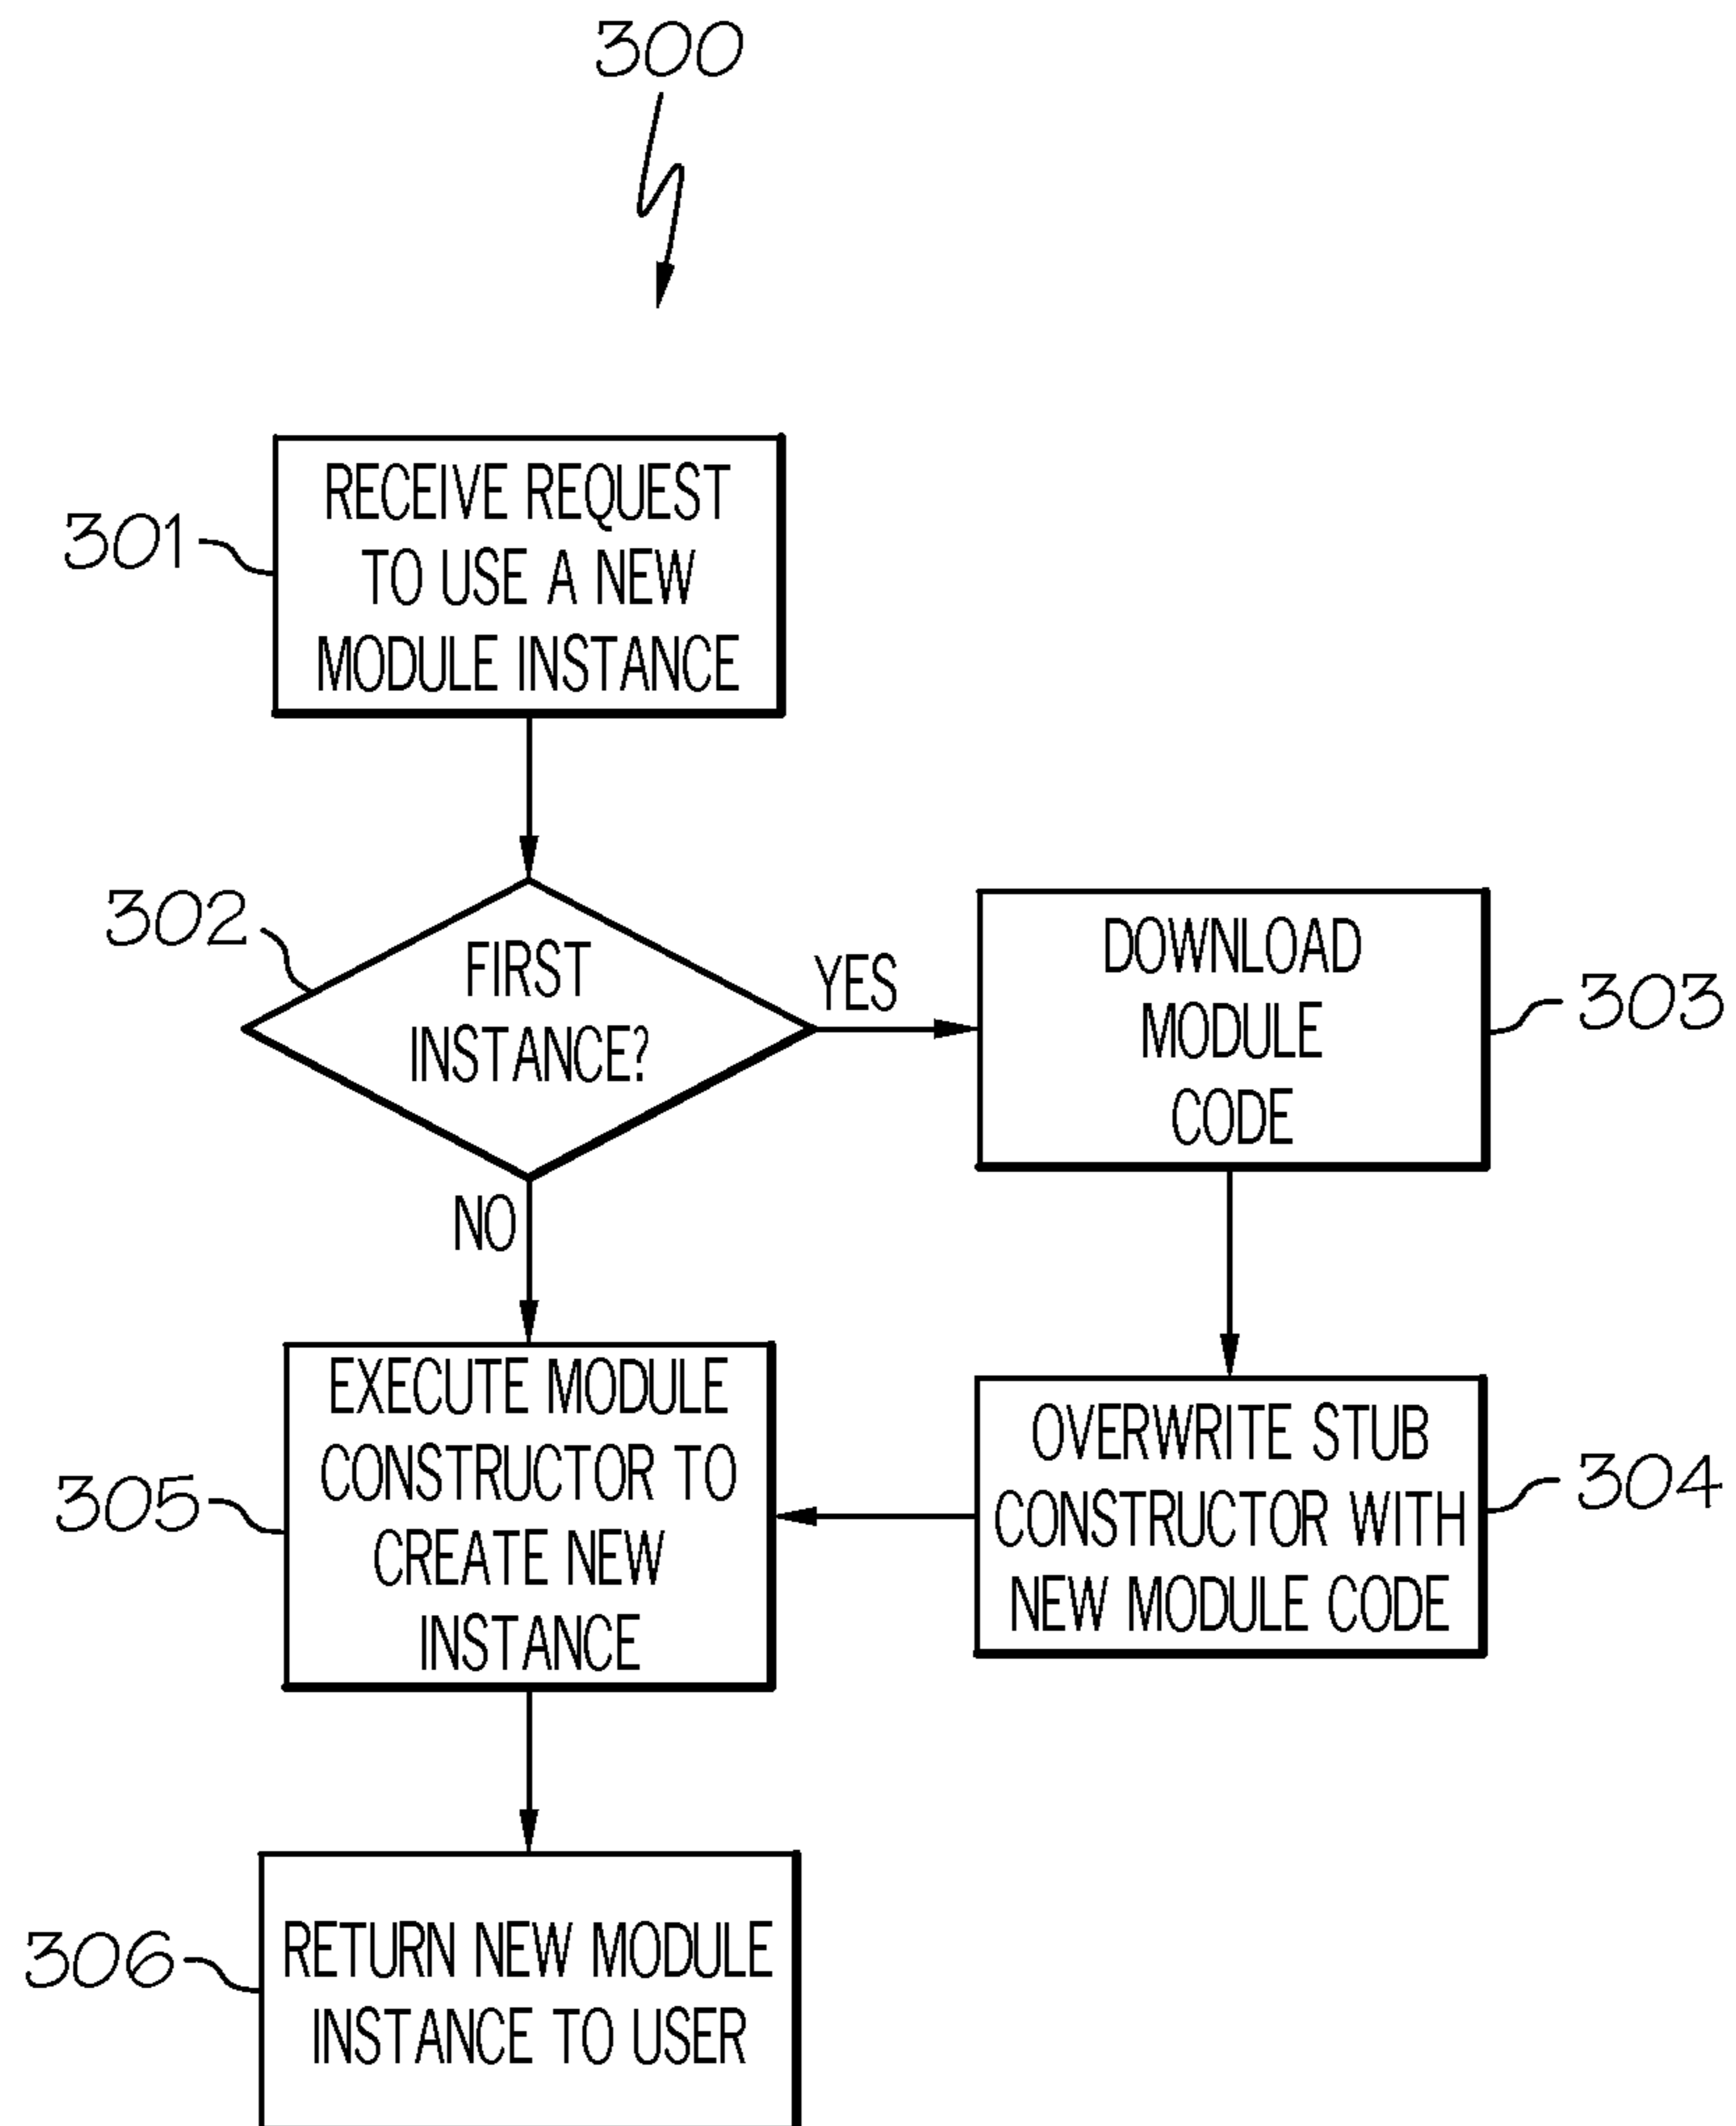 300
301
RECEIVE REQUEST
TO USE A NEW
MODULE INSTANCE
302
FIRST
INSTANCE?
YES
NO
303
DOWNLOAD
MODULE
CODE
304
OVERWRITE STUB
CONSTRUCTOR WITH
NEW MODULE CODE
305
EXECUTE MODULE
CONSTRUCTOR TO
CREATE NEW
INSTANCE
306
RETURN NEW MODULE
INSTANCE TO USER